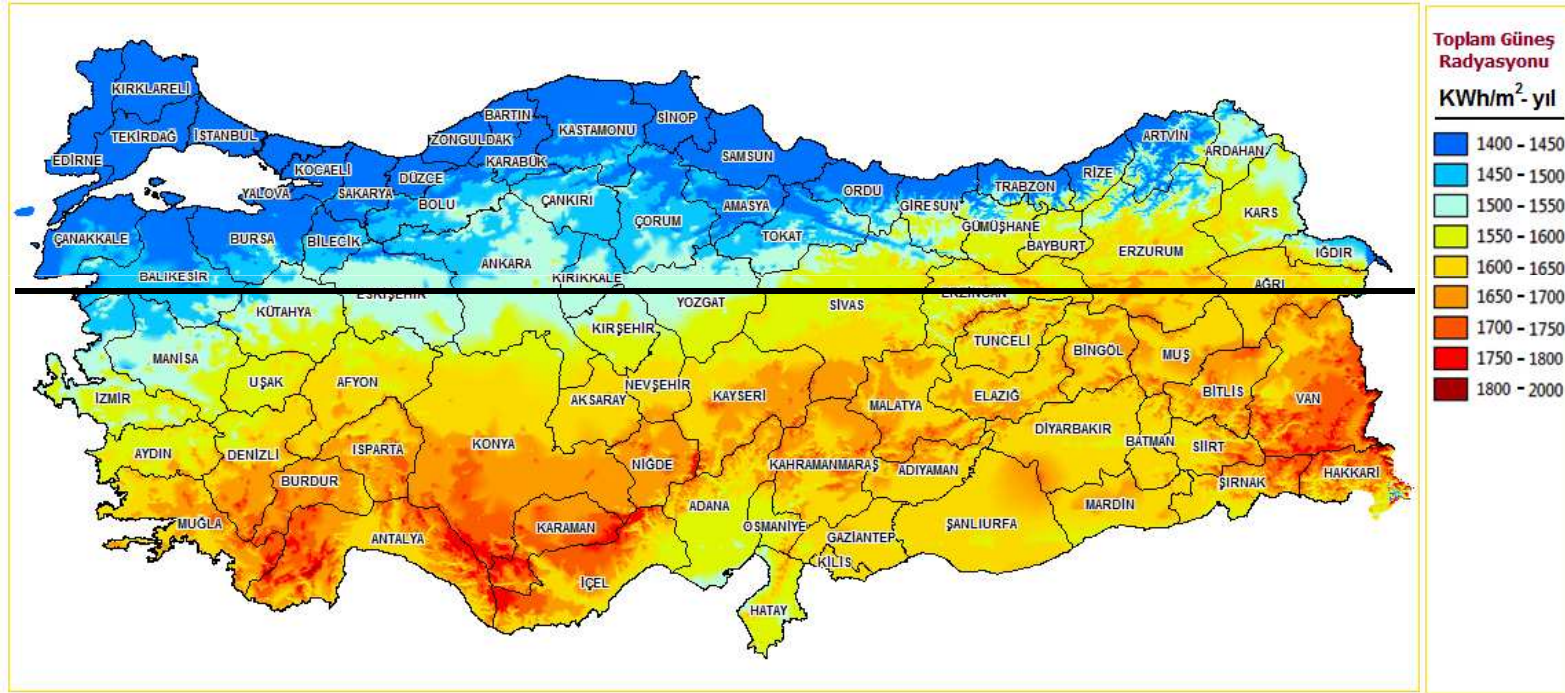 Toplam Güneş
Radyasyonu
KWh/m²- yıl
1400 - 1450
1450 - 1500
1500 - 1550
1550 - 1600
1600 - 1650
1650 - 1700
1700 - 1750
1750 - 1800
1800 - 2000
KIRKLARELİ
TEKİRDAĞ
İSTANBUL
EDİRNE
KOCAELİ
YALOVA
SAKARYA
DÜZCE
ZONGULDAK
BARTIN
KARABÜK
KASTAMONU
SİNOP
SAMSUN
BOLU
ÇANKIRI
ÇORUM
AMASYA
TOKAT
ORDU
GİRESUN
TRABZON
RİZE
ARTVİN
ARDAHAN
KARS
GÜMÜŞHANE
BAYBURT
ERZURUM
IĞDIR
AĞRI
ÇANAKKALE
BURSA
BİLECİK
BALIKESİR
ANKARA
KIRIKKALE
ESKİŞEHİR
KÜTAHYA
YOZGAT
SİVAS
ERZİNCAN
KIRŞEHİR
TUNCELİ
BİNGÖL
MUŞ
MANİSA
UŞAK
AFYON
NEVŞEHİR
AKSARAY
KAYSERİ
MALATYA
ELAZIĞ
BİTLİS
VAN
İZMİR
AYDIN
DENİZLİ
ISPARTA
KONYA
NİĞDE
KAHRAMANMARAŞ
ADIYAMAN
DİYARBAKIR
BATMAN
SİİRT
HAKKARİ
ŞIRNAK
BURDUR
MUĞLA
ANTALYA
KARAMAN
ADANA
OSMANİYE
GAZİANTEP
ŞANLIURFA
MARDİN
KİLİS
İÇEL
HATAY